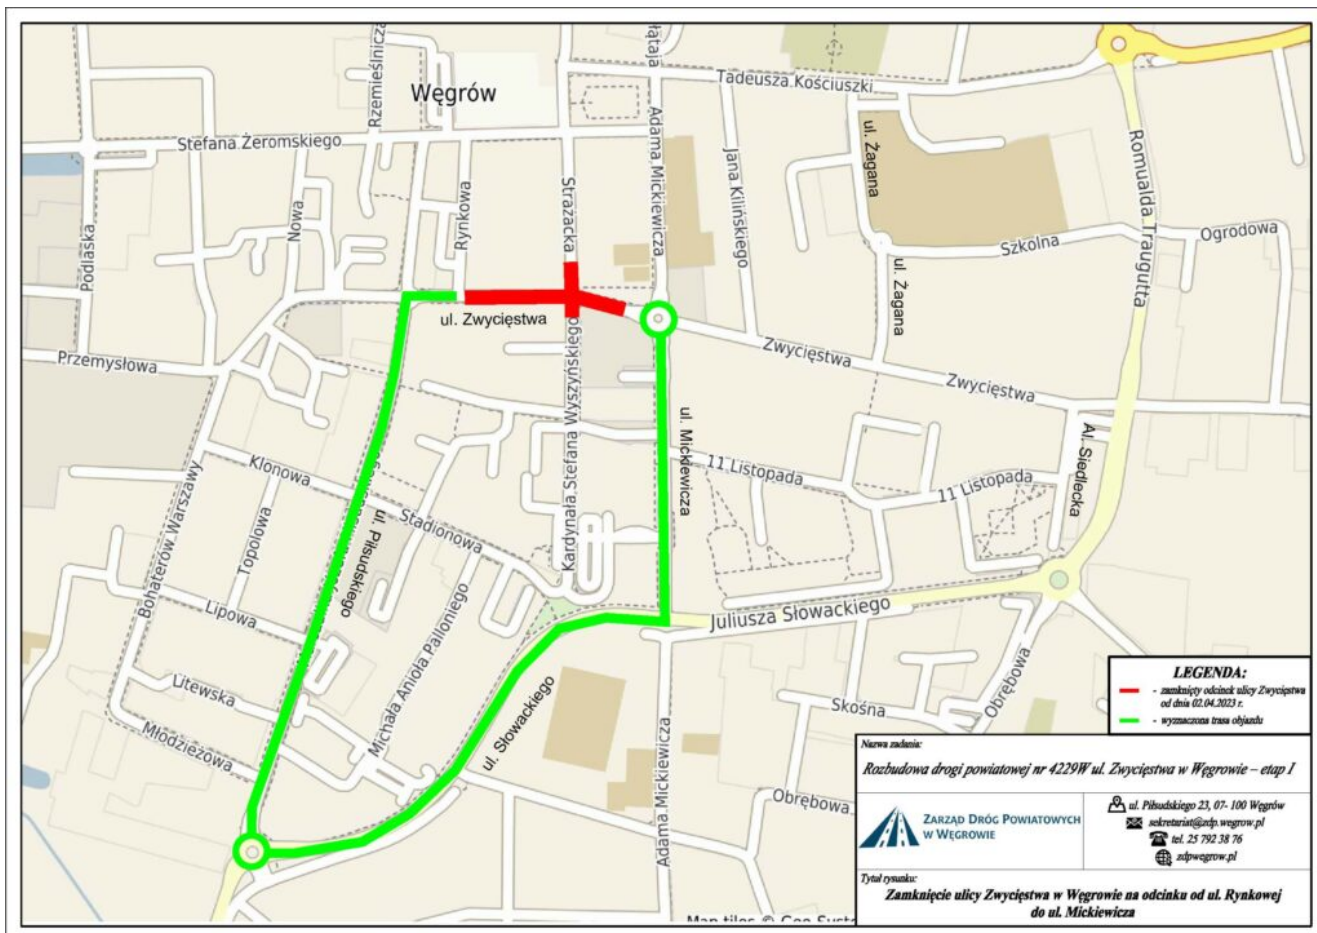 Węgrów
Rzemieślnicza
łątaja
Tadeusza Kościuszki
Stefana Żeromskiego
Adama Mickiewicza
Jana Kilińskiego
ul. Żagana
Romualda Traugutta
Podlaska
Nowa
Rynkowa
Strażacka
Szkolna
Ogrodowa
ul. Żagana
ul. Zwycięstwa
Przemysłowa
Zwycięstwa
Zwycięstwa
Kardynała Stefana Wyszyńskiego
ul. Mickiewicza
Al. Siedlecka
Klonowa
11 Listopada
11 Listopada
Bohaterów Warszawy
Topolowa
ul. Piłsudskiego
Stadionowa
Lipowa
Juliusza Słowackiego
Michała Anioła Palloniego
Litewska
Młodzieżowa
ul. Słowackiego
Adama Mickiewicza
Skośna
Obrębowa
Obrębowa
LEGENDA:
- zamknięty odcinek ulicy Zwycięstwa
od dnia 02.04.2023 r.
- wyznaczona trasa objazdu
Nazwa zadania:
Rozbudowa drogi powiatowej nr 4229W ul. Zwycięstwa w Węgrowie – etap I
ZARZĄD DRÓG POWIATOWYCH
W WĘGROWIE
ul. Piłsudskiego 23, 07- 100 Węgrów
sekretariat@zdp.wegrow.pl
tel. 25 792 38 76
zdpwegrow.pl
Tytuł rysunku:
Zamknięcie ulicy Zwycięstwa w Węgrowie na odcinku od ul. Rynkowej
do ul. Mickiewicza
Map tiles © Geo Syste